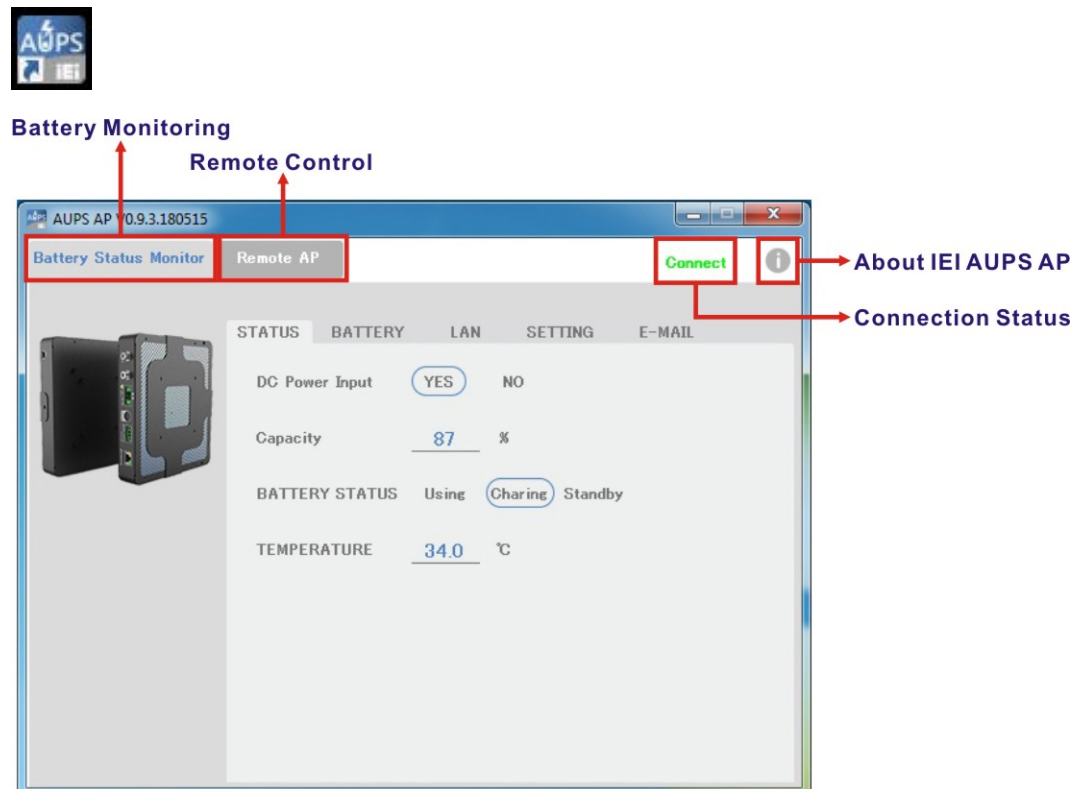 AUPS
iEi
Battery Monitoring
Remote Control
AUPS AP V0.9.3.180515
Battery Status Monitor
Remote AP
Connect
i
About IEI AUPS AP
Connection Status
STATUS BATTERY LAN SETTING E-MAIL
DC Power Input YES NO
Capacity 87 %
BATTERY STATUS Using Charing Standby
TEMPERATURE 34.0 ℃